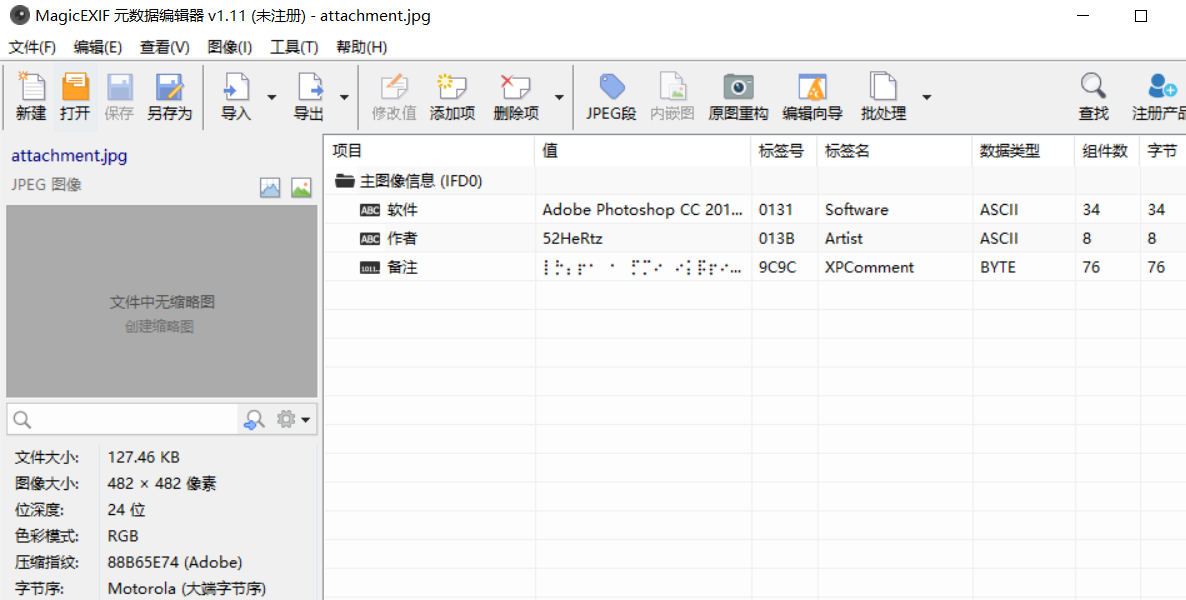 MagicEXIF 元数据编辑器 v1.11 (未注册) - attachment.jpg
文件(F) 编辑(E) 查看(V) 图像(I) 工具(T) 帮助(H)
新建 打开 保存 另存为 导入 导出 修改值 添加项 删除项 JPEG段 内嵌图 原图重构 编辑向导 批处理 查找 注册产品
attachment.jpg
JPEG 图像
文件中无缩略图
创建缩略图
文件大小: 127.46 KB
图像大小: 482 × 482 像素
位深度: 24 位
色彩模式: RGB
压缩指纹: 88B65E74 (Adobe)
字节序: Motorola (大端字节序)
项目 值 标签号 标签名 数据类型 组件数 字节
主图像信息 (IFD0)
ABC 软件 Adobe Photoshop CC 201... 0131 Software ASCII 34 34
ABC 作者 52HeRtz 013B Artist ASCII 8 8
1011.. 备注 9C9C XPComment BYTE 76 76